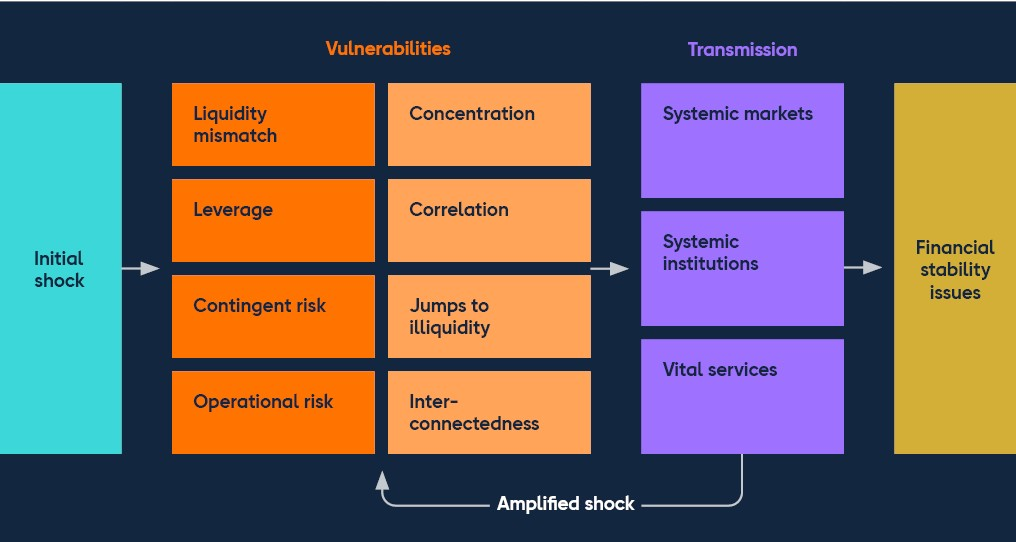 Vulnerabilities
Transmission
Initial
shock
Liquidity
mismatch
Concentration
Leverage
Correlation
Contingent risk
Jumps to
illiquidity
Operational risk
Inter-
connectedness
Systemic markets
Systemic
institutions
Vital services
Financial
stability
issues
Amplified shock